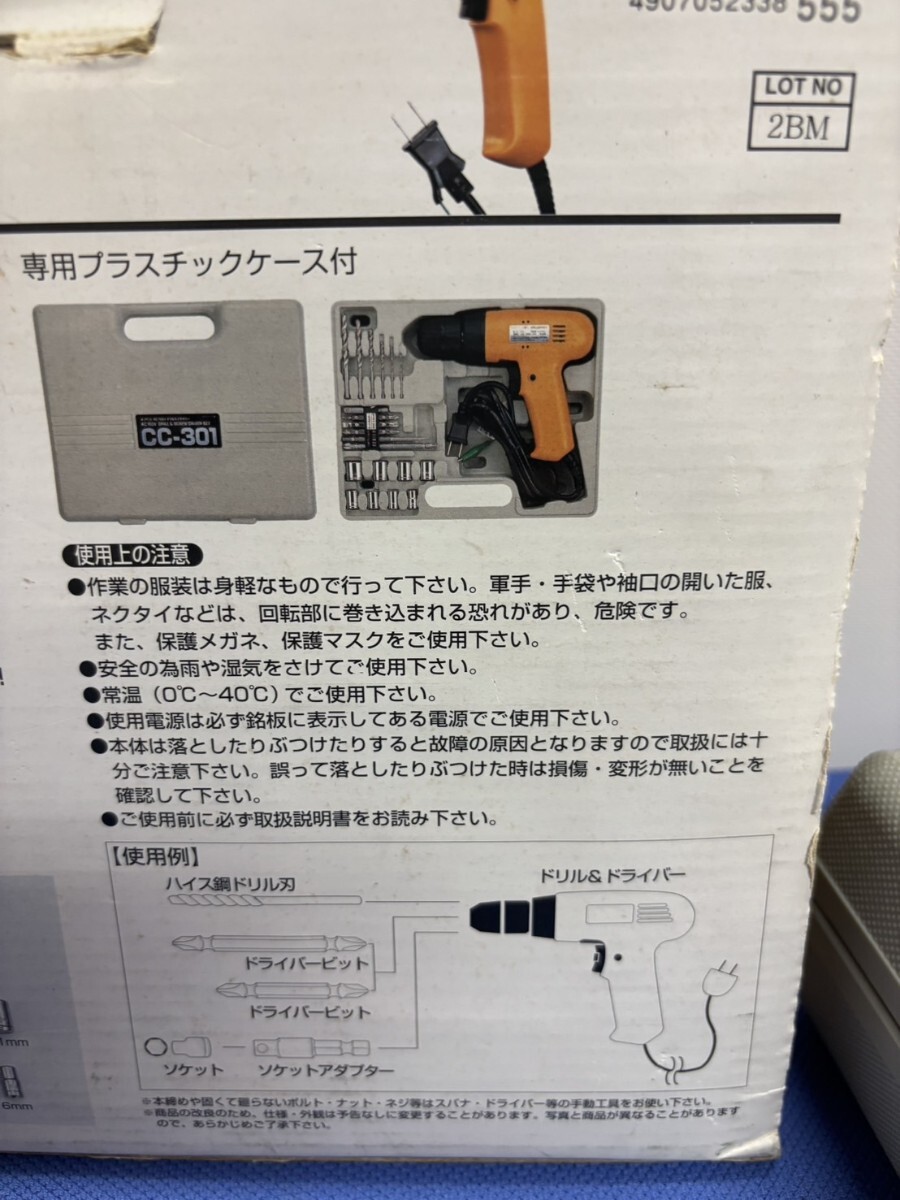 4907052338 555
LOT NO
2BM
専用プラスチックケース付
CC-301
使用上の注意
●作業の服装は身軽なもので行って下さい。軍手・手袋や袖口の開いた服、
ネクタイなどは、回転部に巻き込まれる恐れがあり、危険です。
また、保護メガネ、保護マスクをご使用下さい。
●安全の為雨や湿気をさけてご使用下さい。
●常温(0℃～40℃)でご使用下さい。
●使用電源は必ず銘板に表示してある電源でご使用下さい。
●本体は落としたりぶつけたりすると故障の原因となりますので取扱には十
分ご注意下さい。誤って落としたりぶつけた時は損傷・変形が無いことを
確認して下さい。
●ご使用前に必ず取扱説明書をお読み下さい。
【使用例】
ハイス鋼ドリル刃
ドリル&ドライバー
ドライバービット
ドライバービット
ソケット
ソケットアダプター
1mm
6mm
※本締めや固くて廻らないボルト・ナット・ネジ等はスパナ・ドライバー等の手動工具をお使い下さい。
※商品の改良のため、仕様・外観は予告なしに変更することがあります。写真と商品が異なることがあります
ので、あらかじめご了承下さい。